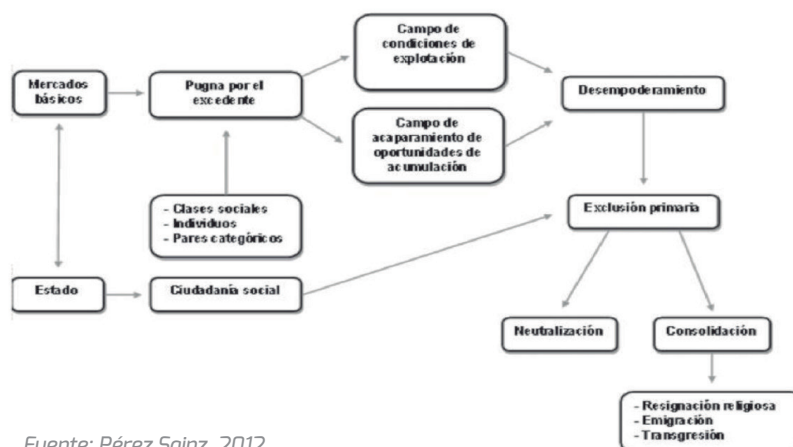 Campo de
condiciones de
explotación
Mercados
básicos
Pugna por el
excedente
Desempoderamiento
Campo de
acaparamiento de
oportunidades de
acumulación
- Clases sociales
- Individuos
- Pares categóricos
Exclusión primaria
Estado
Ciudadanía social
Neutralización
Consolidación
- Resignación religiosa
- Emigración
- Transgresión
Fuente: Pérez Sainz, 2012